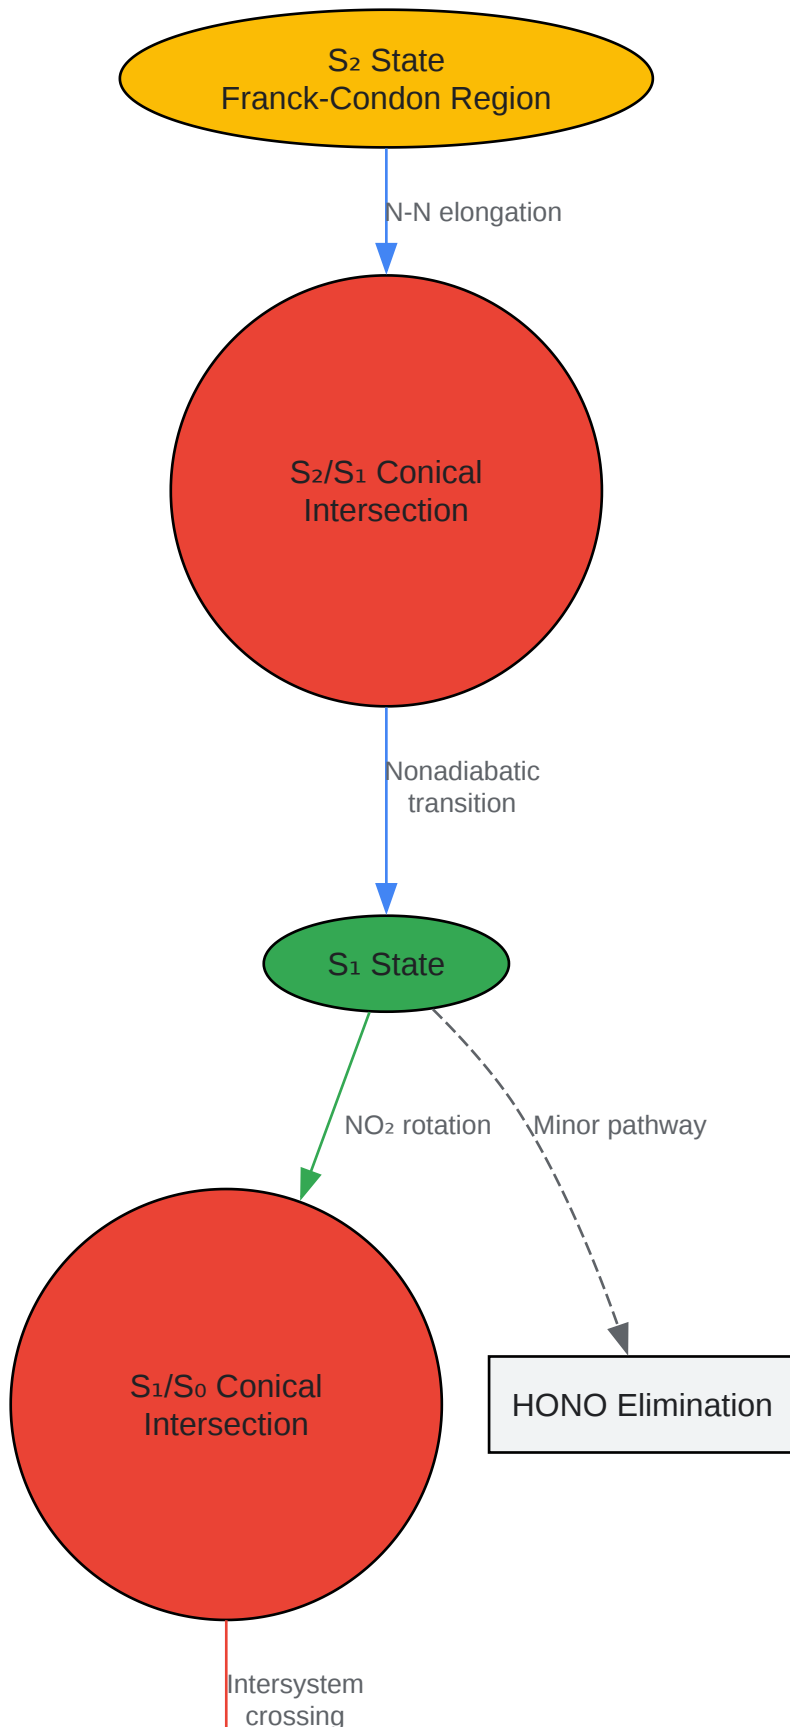 S₂ State
Franck-Condon Region
N-N elongation
S₂/S₁ Conical
Intersection
Nonadiabatic
transition
S₁ State
NO₂ rotation
Minor pathway
S₁/S₀ Conical
Intersection
HONO Elimination
Intersystem
crossing